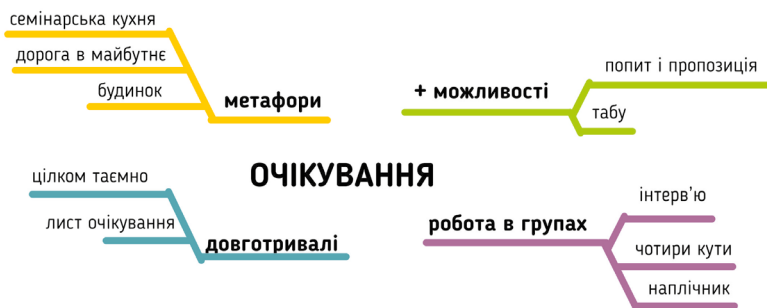 семінарська кухня
дорога в майбутнє
будинок
метафори
+ можливості
попит і пропозиція
табу
ОЧІКУВАННЯ
цілком таємно
лист очікування
довготривалі
робота в групах
інтерв’ю
чотири кути
наплічник